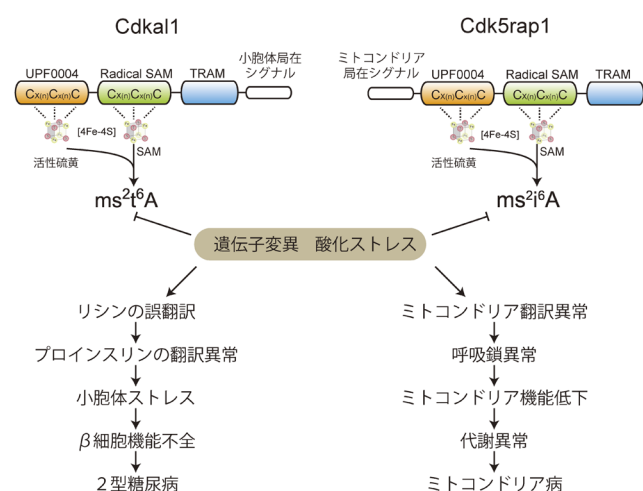 Cdkal1
Cdk5rap1
小胞体局在
シグナル
ミトコンドリア
局在シグナル
UPF0004
Radical SAM
TRAM
UPF0004
Radical SAM
TRAM
Cx(n)Cx(n)C
Cx(n)Cx(n)C
Cx(n)Cx(n)C
Cx(n)Cx(n)C
[4Fe-4S]
[4Fe-4S]
活性硫黄
SAM
活性硫黄
SAM
ms²t⁶A
ms²i⁶A
遺伝子変異 酸化ストレス
リシンの誤翻訳
ミトコンドリア翻訳異常
プロインスリンの翻訳異常
呼吸鎖異常
小胞体ストレス
ミトコンドリア機能低下
β細胞機能不全
代謝異常
2型糖尿病
ミトコンドリア病